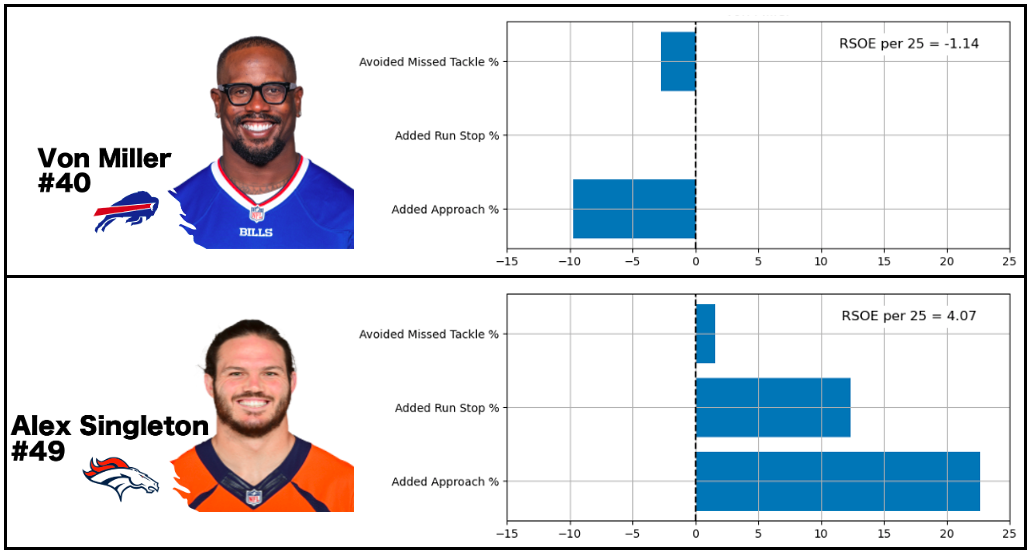 Von Miller
#40
BILLS
RSOE per 25 = -1.14
Avoided Missed Tackle %
Added Run Stop %
Added Approach %
−15 −10 −5 0 5 10 15 20 25
Alex Singleton
#49
RSOE per 25 = 4.07
Avoided Missed Tackle %
Added Run Stop %
Added Approach %
−15 −10 −5 0 5 10 15 20 25